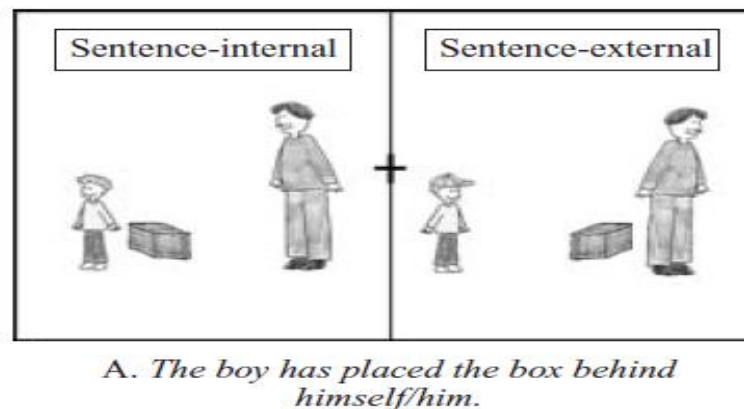 Sentence-internal
Sentence-external
A. The boy has placed the box behind
himself/him.